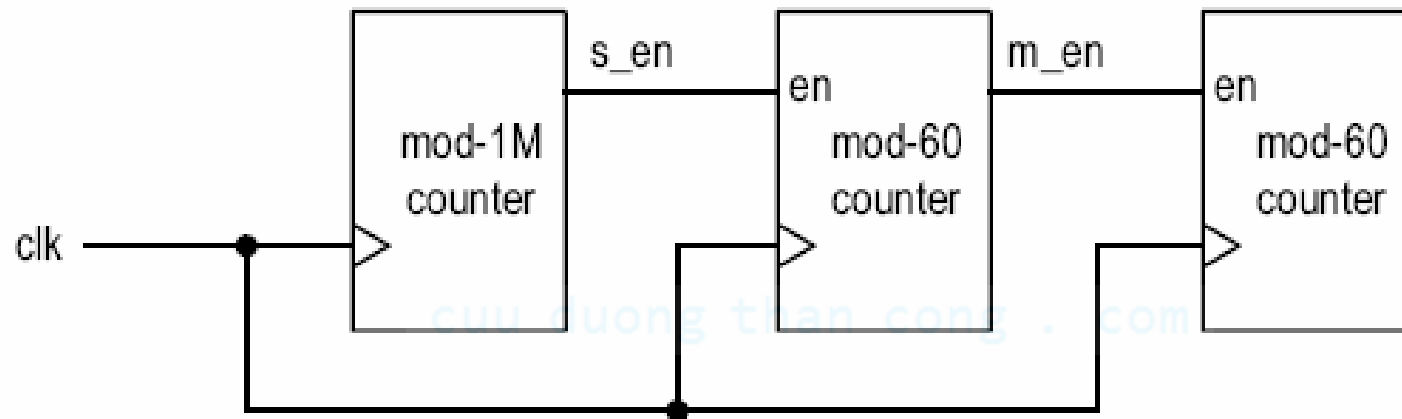 s_en
m_en
en
en
mod-1M
counter
mod-60
counter
mod-60
counter
clk
cuu duong than cong . com